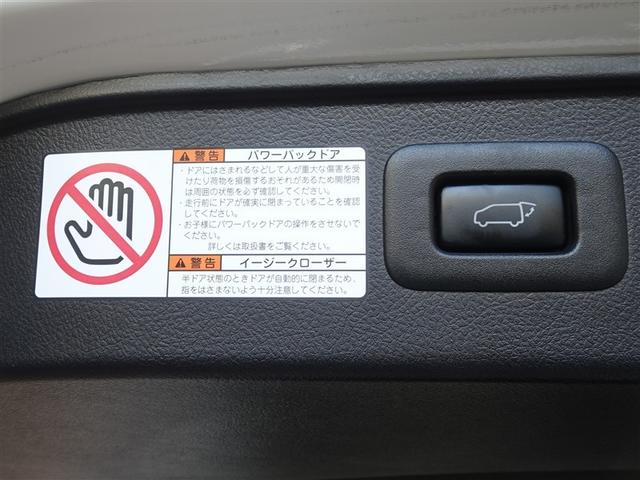 警告 パワーバックドア
・ドアにはさまれるなどして人が重大な傷害を受
けたり荷物を損傷するおそれがあるため開閉時
は周囲の状態を必ず確認してください。
・走行前にドアが確実に閉まっていることを確認
してください。
・お子様にパワーバックドアの操作をさせないで
ください。
詳しくは取扱書をご覧ください。
警告 イージークローザー
半ドア状態のときドアが自動的に閉まるため、
指をはさまないよう十分注意してください。